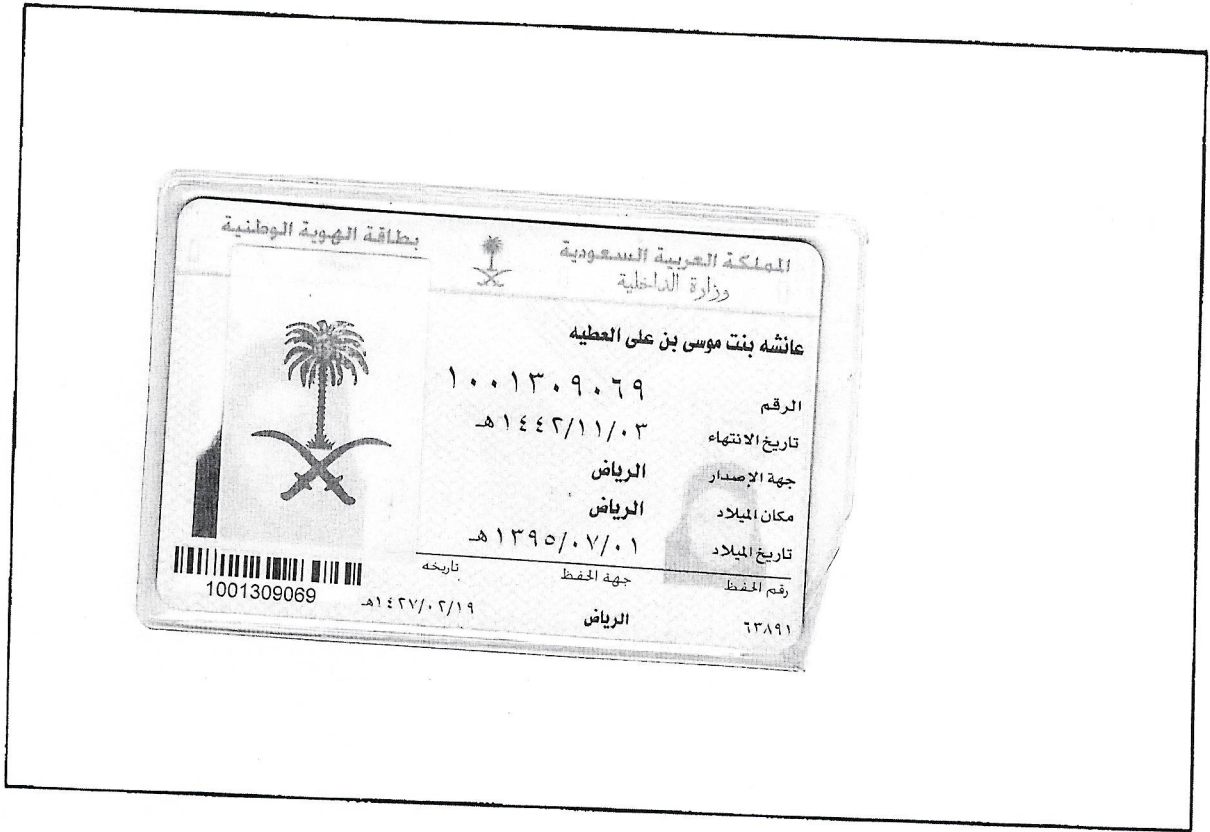 المملكة العربية السعودية
وزارة الداخلية
بطاقة الهوية الوطنية
عائشه بنت موسى بن على العطيه
الرقم ١٠٠١٣٠٩٠٦٩
تاريخ الانتهاء ١٤٤٢/١١/٠٣هـ
جهة الإصدار الرياض
مكان الميلاد الرياض
تاريخ الميلاد ١٣٩٥/٠٧/٠١هـ
رقم الحفظ جهة الحفظ تاريخه
٦٣٨٩١ الرياض ١٤٢٧/٠٢/١٩هـ
1001309069